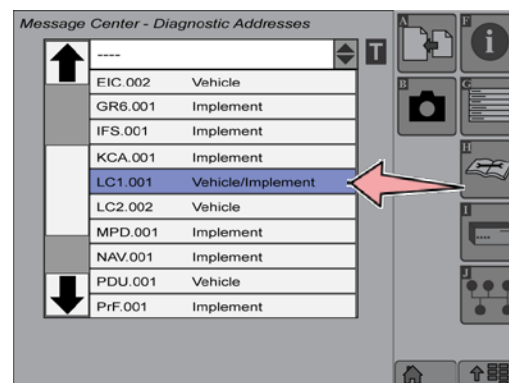 Message Center - Diagnostic Addresses
----
T
EIC.002 Vehicle
GR6.001 Implement
IFS.001 Implement
KCA.001 Implement
LC1.001 Vehicle/Implement
LC2.002 Vehicle
MPD.001 Implement
NAV.001 Implement
PDU.001 Vehicle
PrF.001 Implement
A
F
i
B
G
H
I
J